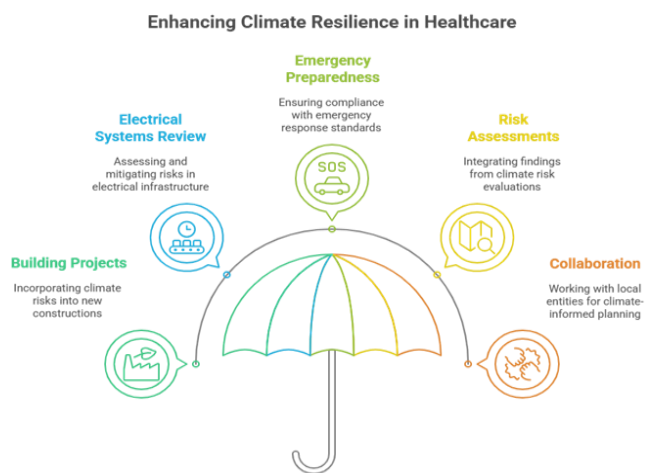 Enhancing Climate Resilience in Healthcare
Emergency
Preparedness
Ensuring compliance
with emergency
response standards
Electrical
Systems Review
Assessing and
mitigating risks in
electrical infrastructure
SOS
Risk
Assessments
Integrating findings
from climate risk
evaluations
Building Projects
Incorporating climate
risks into new
constructions
Collaboration
Working with local
entities for climate-
informed planning